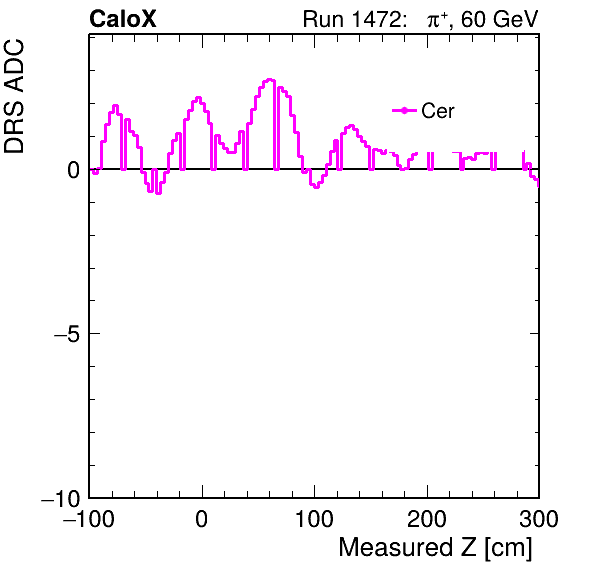 CaloX Run 1472: π⁺, 60 GeV
DRS ADC
Cer
0
−5
−10
−100 0 100 200 300
Measured Z [cm]